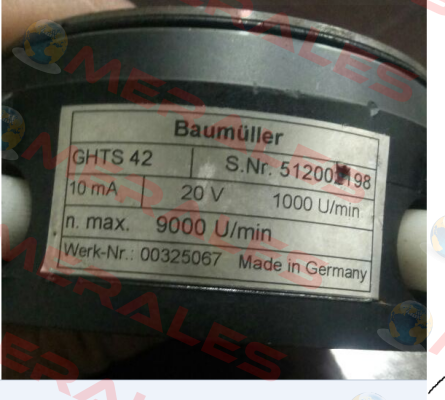 Baumüller
GHTS 42 S.Nr. 512002198
10 mA 20 V 1000 U/min
n. max. 9000 U/min
Werk-Nr.: 00325067 Made in Germany
MERALES
MERALES